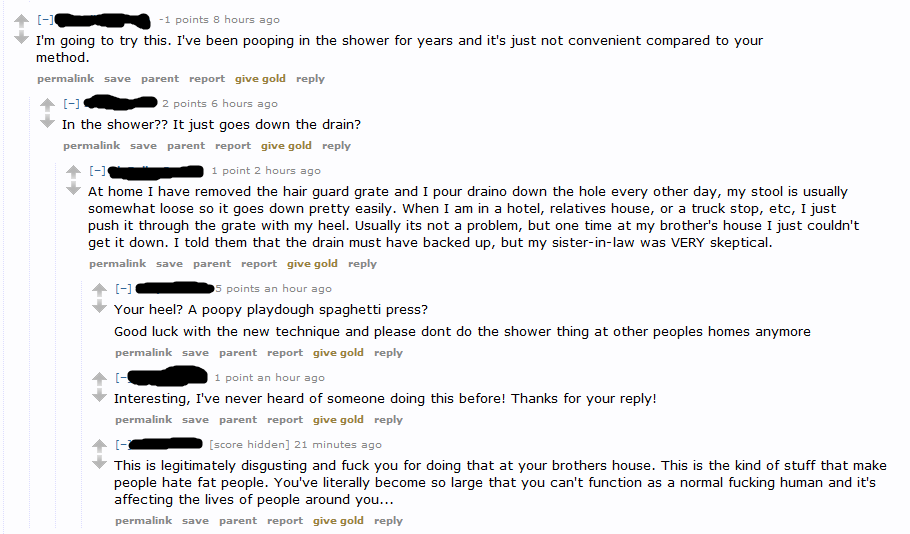 [-] -1 points 8 hours ago
I'm going to try this. I've been pooping in the shower for years and it's just not convenient compared to your
method.
permalink save parent report give gold reply
[-] 2 points 6 hours ago
In the shower?? It just goes down the drain?
permalink save parent report give gold reply
[-] 1 point 2 hours ago
At home I have removed the hair guard grate and I pour draino down the hole every other day, my stool is usually
somewhat loose so it goes down pretty easily. When I am in a hotel, relatives house, or a truck stop, etc, I just
push it through the grate with my heel. Usually its not a problem, but one time at my brother's house I just couldn't
get it down. I told them that the drain must have backed up, but my sister-in-law was VERY skeptical.
permalink save parent report give gold reply
[-] 5 points an hour ago
Your heel? A poopy playdough spaghetti press?
Good luck with the new technique and please dont do the shower thing at other peoples homes anymore
permalink save parent report give gold reply
[- 1 point an hour ago
Interesting, I've never heard of someone doing this before! Thanks for your reply!
permalink save parent report give gold reply
[-] [score hidden] 21 minutes ago
This is legitimately disgusting and fuck you for doing that at your brothers house. This is the kind of stuff that make
people hate fat people. You've literally become so large that you can't function as a normal fucking human and it's
affecting the lives of people around you...
permalink save parent report give gold reply